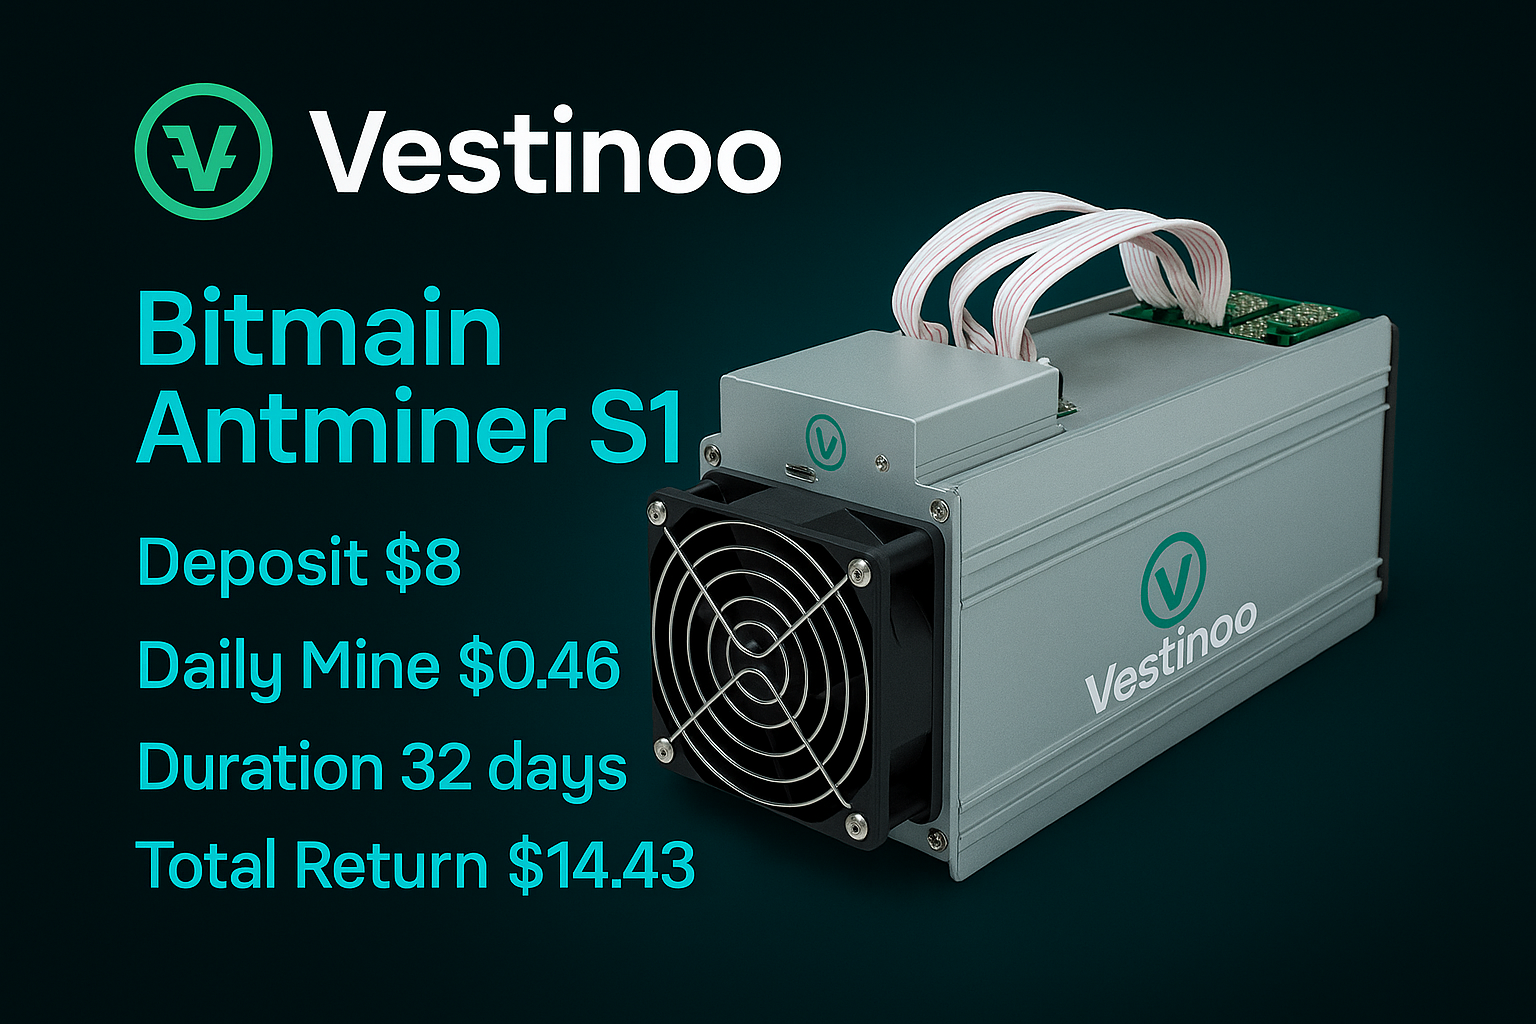 Vestinoo
Bitmain
Antminer S1
Deposit $8
Daily Mine $0.46
Duration 32 days
Total Return $14.43
Vestinoo